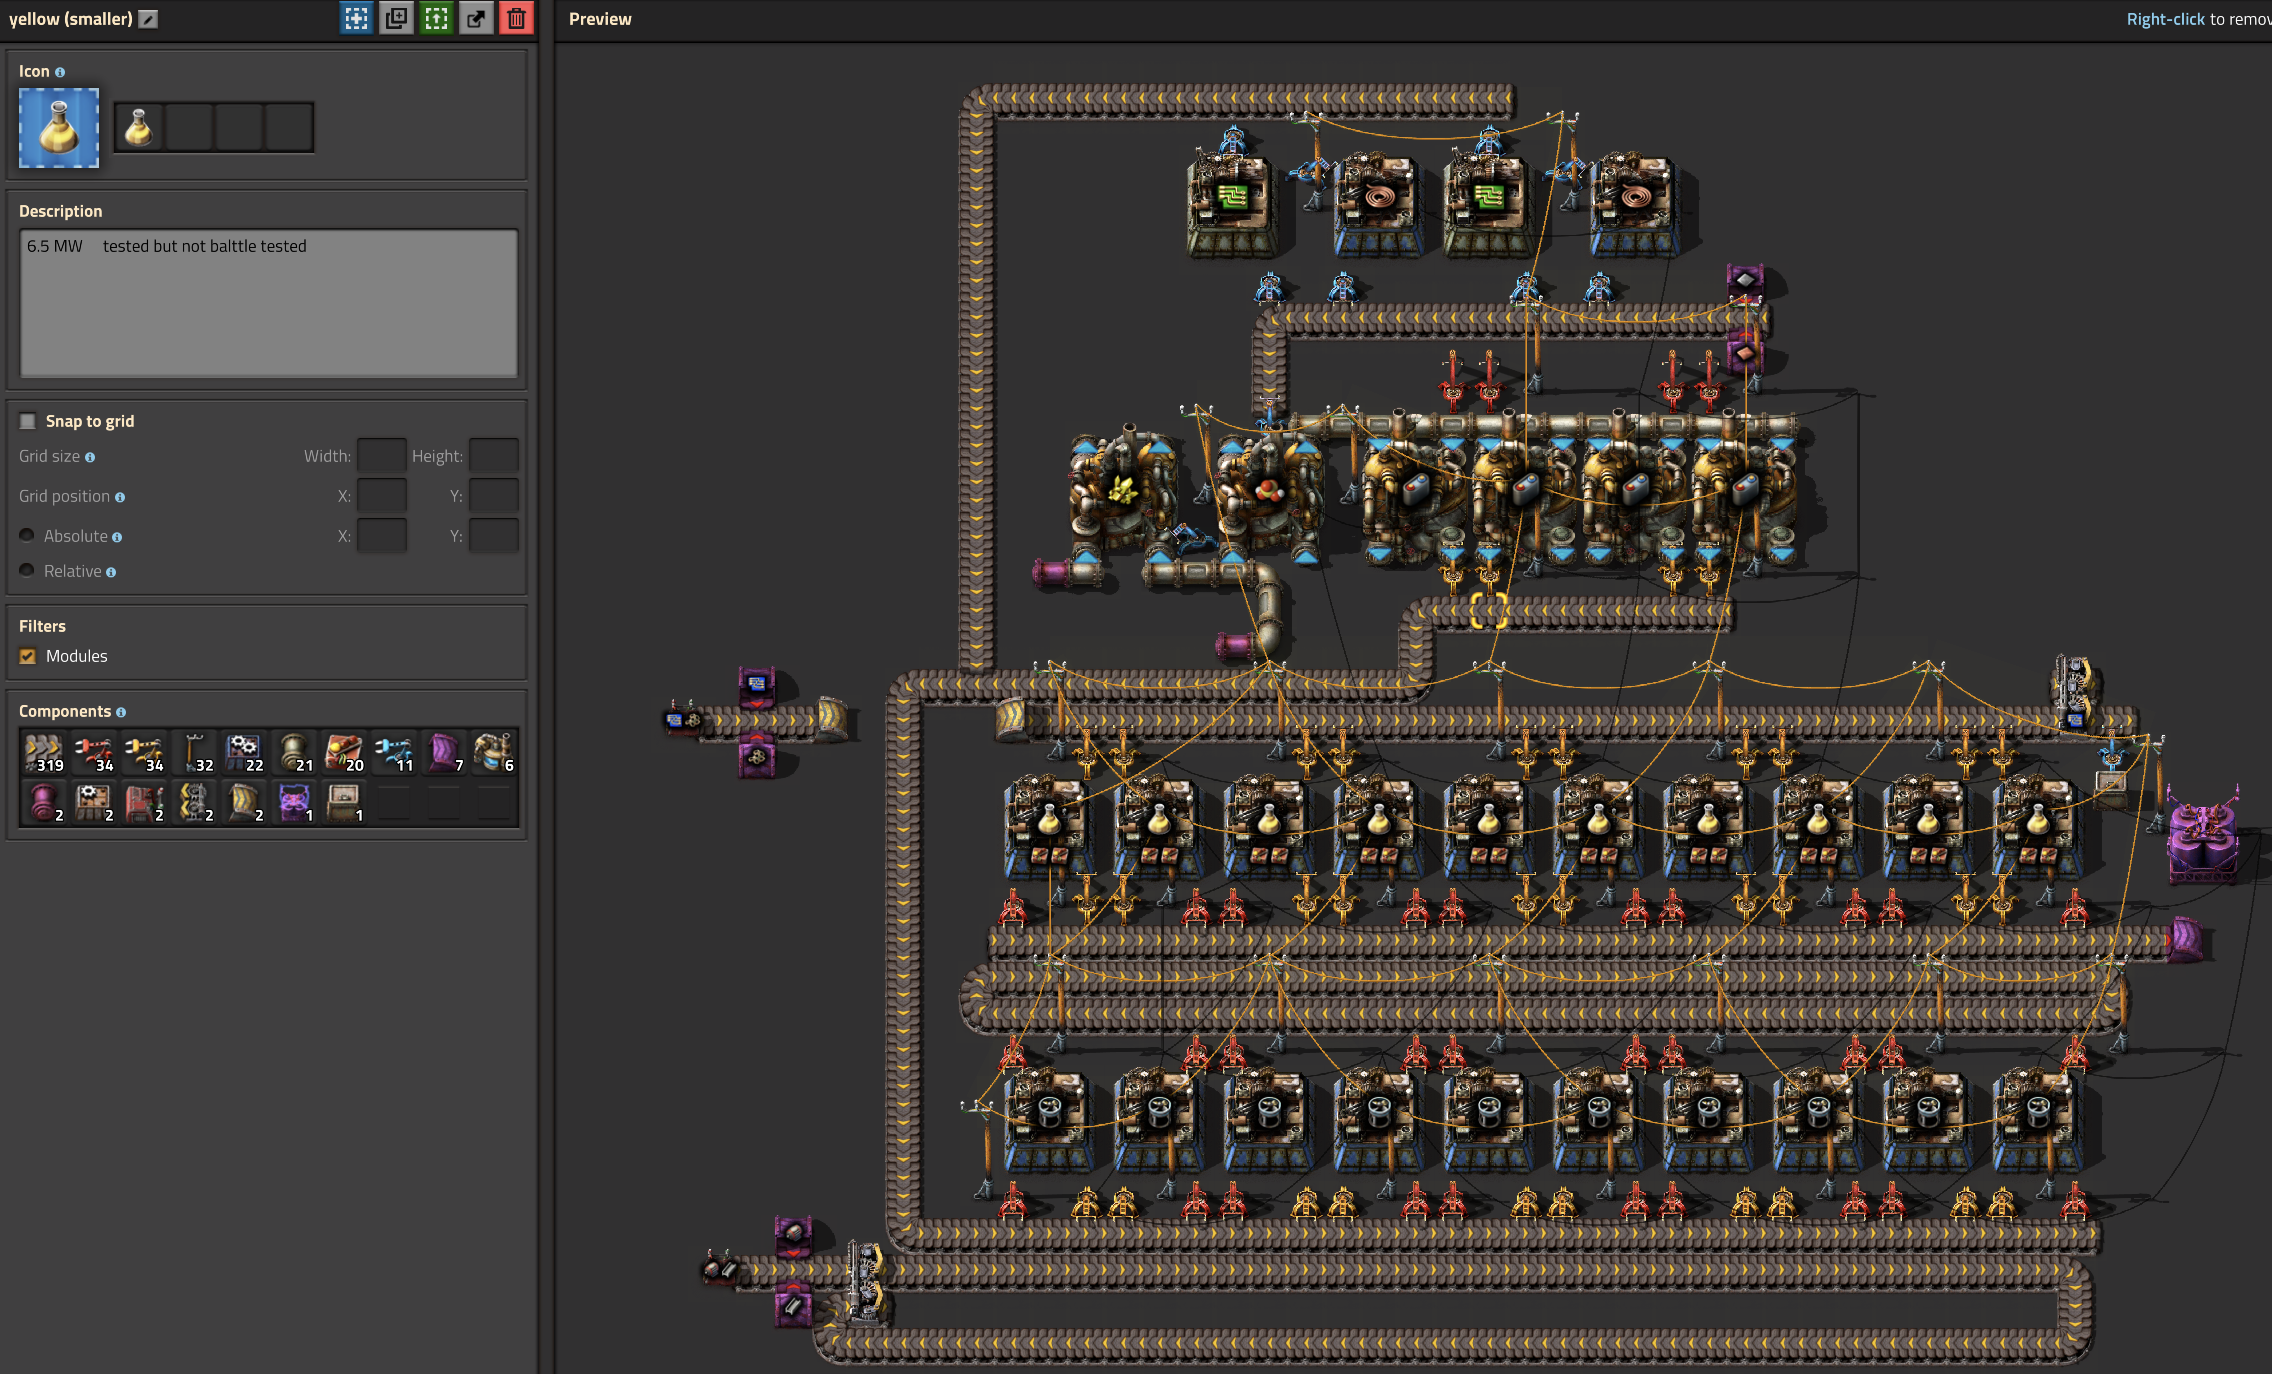 yellow (smaller)
Preview
Right-click to remov
Icon
Description
6.5 MW tested but not balttle tested
Snap to grid
Grid size Width: Height:
Grid position X: Y:
Absolute X: Y:
Relative
Filters
Modules
Components
319 34 34 32 22 21 20 11 7 6
2 2 2 2 2 1 1